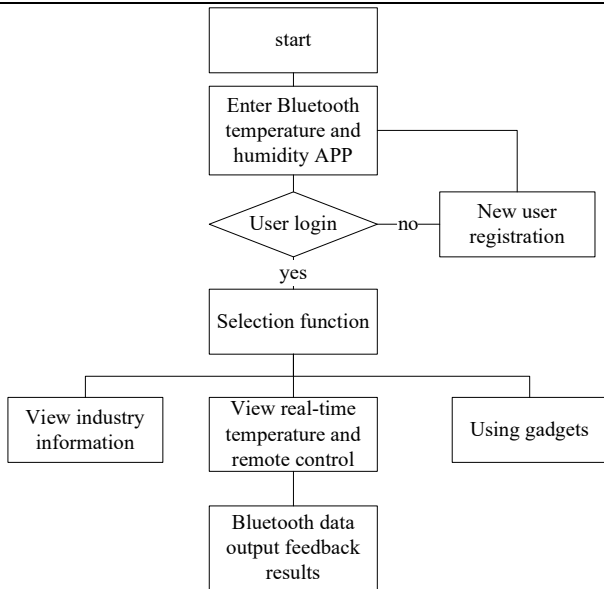 start
Enter Bluetooth
temperature and
humidity APP
User login
no
New user
registration
yes
Selection function
View industry
information
View real-time
temperature and
remote control
Using gadgets
Bluetooth data
output feedback
results